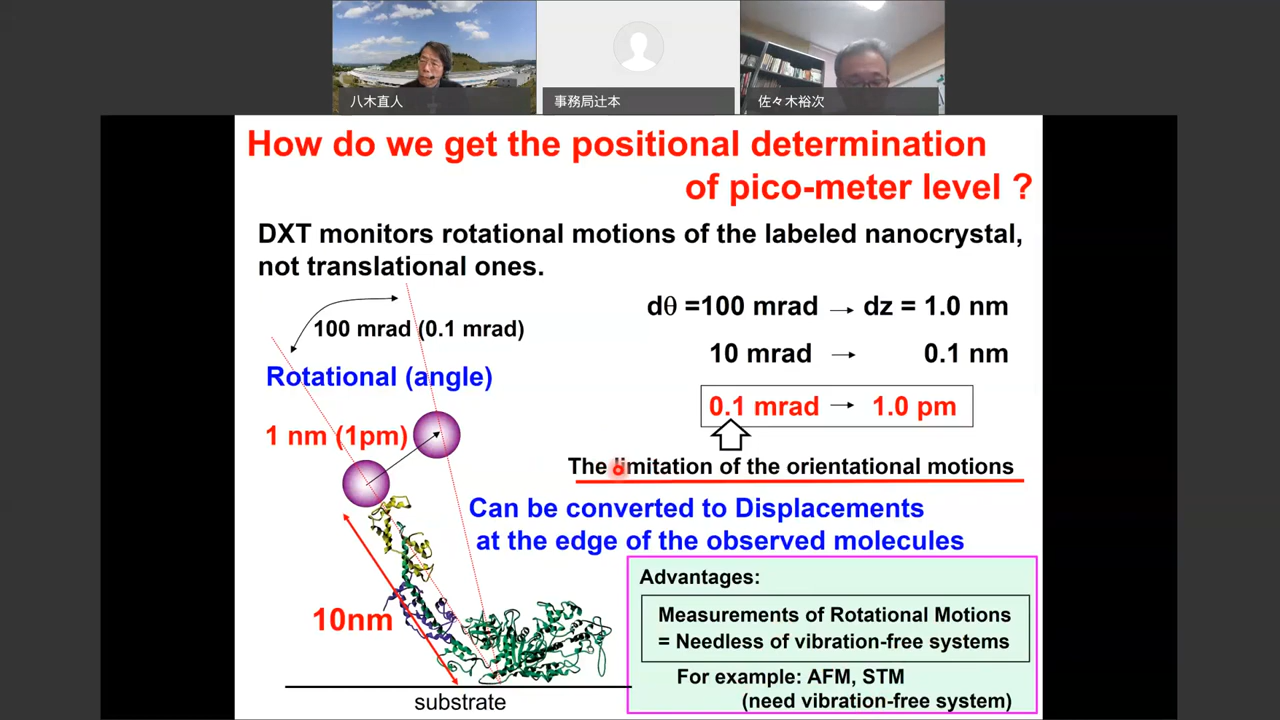 八木直人
事務局辻本
佐々木裕次
How do we get the positional determination
of pico-meter level ?
DXT monitors rotational motions of the labeled nanocrystal,
not translational ones.
100 mrad (0.1 mrad)
Rotational (angle)
1 nm (1pm)
10nm
substrate
dθ =100 mrad → dz = 1.0 nm
10 mrad → 0.1 nm
0.1 mrad → 1.0 pm
The limitation of the orientational motions
Can be converted to Displacements
at the edge of the observed molecules
Advantages:
Measurements of Rotational Motions
= Needless of vibration-free systems
For example: AFM, STM
(need vibration-free system)